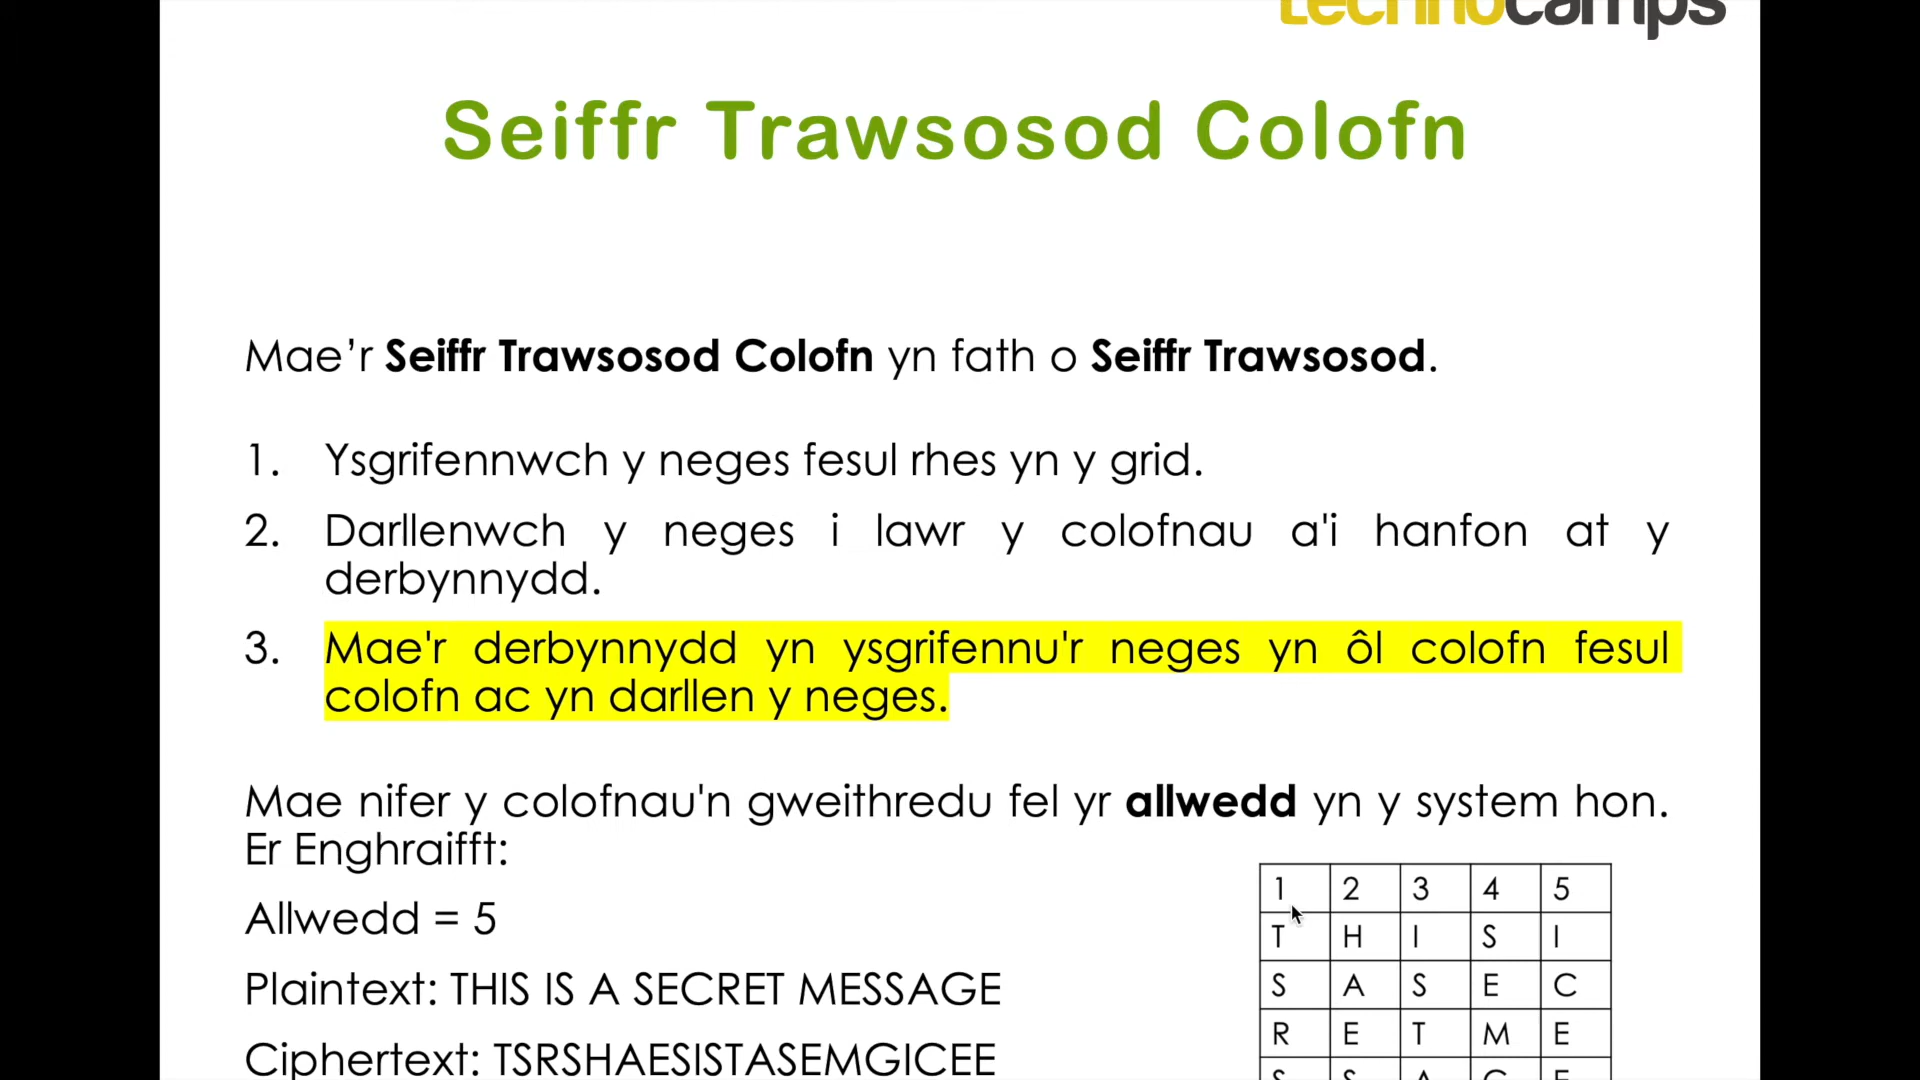 technocamps
Seiffr Trawsosod Colofn
Mae’r Seiffr Trawsosod Colofn yn fath o Seiffr Trawsosod.
1. Ysgrifennwch y neges fesul rhes yn y grid.
2. Darllenwch y neges i lawr y colofnau a'i hanfon at y
derbynnydd.
3. Mae'r derbynnydd yn ysgrifennu'r neges yn ôl colofn fesul
colofn ac yn darllen y neges.
Mae nifer y colofnau'n gweithredu fel yr allwedd yn y system hon.
Er Enghraifft:
Allwedd = 5
Plaintext: THIS IS A SECRET MESSAGE
Ciphertext: TSRSHAESISTASEMGICEE
1 2 3 4 5
T H I S I
S A S E C
R E T M E
S S A G E